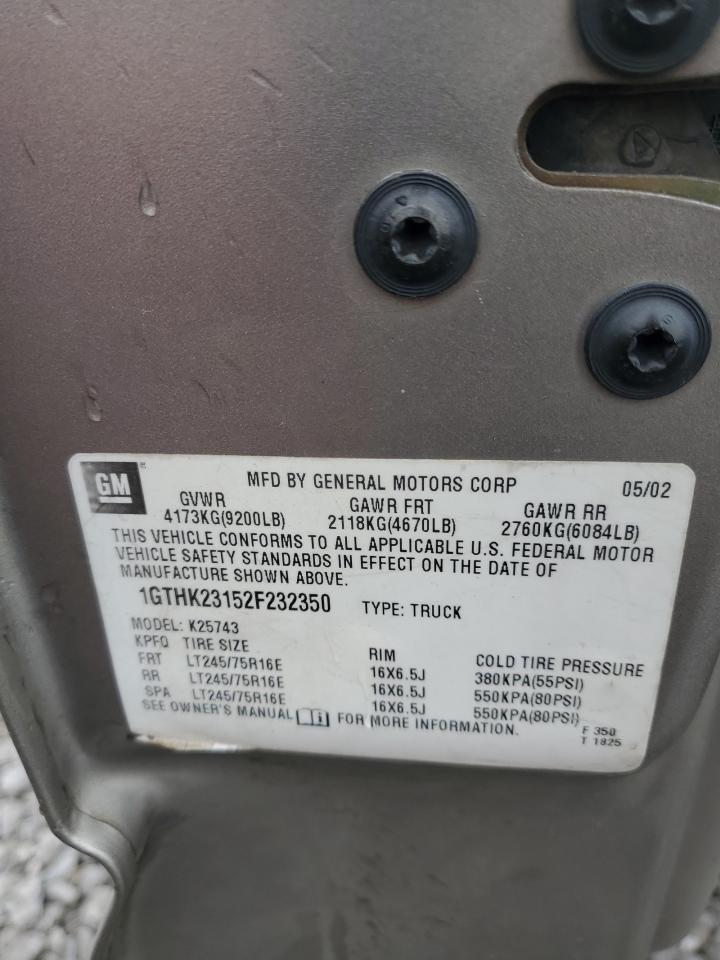 GM
MFD BY GENERAL MOTORS CORP 05/02
GVWR GAWR FRT GAWR RR
4173KG(9200LB) 2118KG(4670LB) 2760KG(6084LB)
THIS VEHICLE CONFORMS TO ALL APPLICABLE U.S. FEDERAL MOTOR
VEHICLE SAFETY STANDARDS IN EFFECT ON THE DATE OF
MANUFACTURE SHOWN ABOVE.
1GTHK23152F232350 TYPE: TRUCK
MODEL: K25743
KPFO TIRE SIZE RIM COLD TIRE PRESSURE
FRT LT245/75R16E 16X6.5J 380KPA(55PSI)
RR LT245/75R16E 16X6.5J 550KPA(80PSI)
SPA LT245/75R16E 16X6.5J 550KPA(80PSI)
SEE OWNER'S MANUAL FOR MORE INFORMATION.
F 350
T 1825